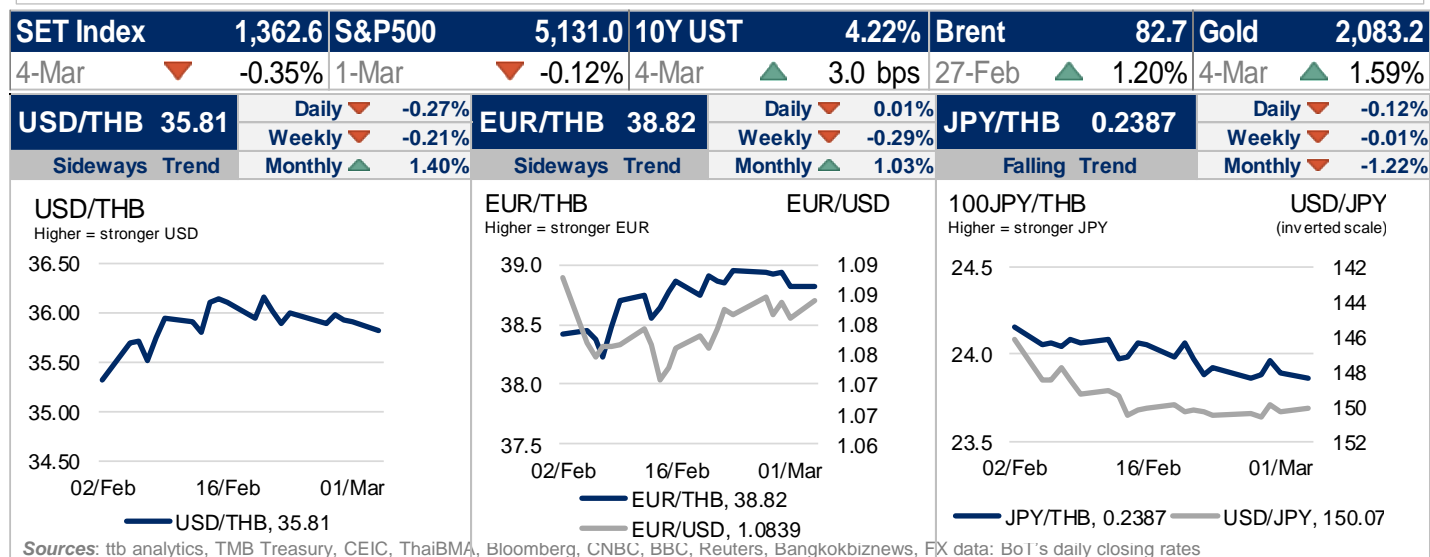 SET Index 1,362.6 S&P500 5,131.0 10Y UST 4.22% Brent 82.7 Gold 2,083.2
4-Mar -0.35% 1-Mar -0.12% 4-Mar 3.0 bps 27-Feb 1.20% 4-Mar 1.59%
USD/THB 35.81
Daily -0.27%
Weekly -0.21%
Sideways Trend Monthly 1.40%
EUR/THB 38.82
Daily 0.01%
Weekly -0.29%
Sideways Trend Monthly 1.03%
JPY/THB 0.2387
Daily -0.12%
Weekly -0.01%
Falling Trend Monthly -1.22%
USD/THB
Higher = stronger USD
36.50
36.00
35.50
35.00
34.50
02/Feb 16/Feb 01/Mar
USD/THB, 35.81
EUR/THB EUR/USD
Higher = stronger EUR
39.0 1.09
1.09
38.5 1.08
1.08
38.0 1.07
1.07
37.5 1.06
02/Feb 16/Feb 01/Mar
EUR/THB, 38.82
EUR/USD, 1.0839
100JPY/THB USD/JPY
Higher = stronger JPY (inverted scale)
24.5 142
144
146
24.0 148
150
23.5 152
02/Feb 16/Feb 01/Mar
JPY/THB, 0.2387 USD/JPY, 150.07
Sources: ttb analytics, TMB Treasury, CEIC, ThaiBMA, Bloomberg, CNBC, BBC, Reuters, Bangkokbiznews, FX data: BoT's daily closing rates